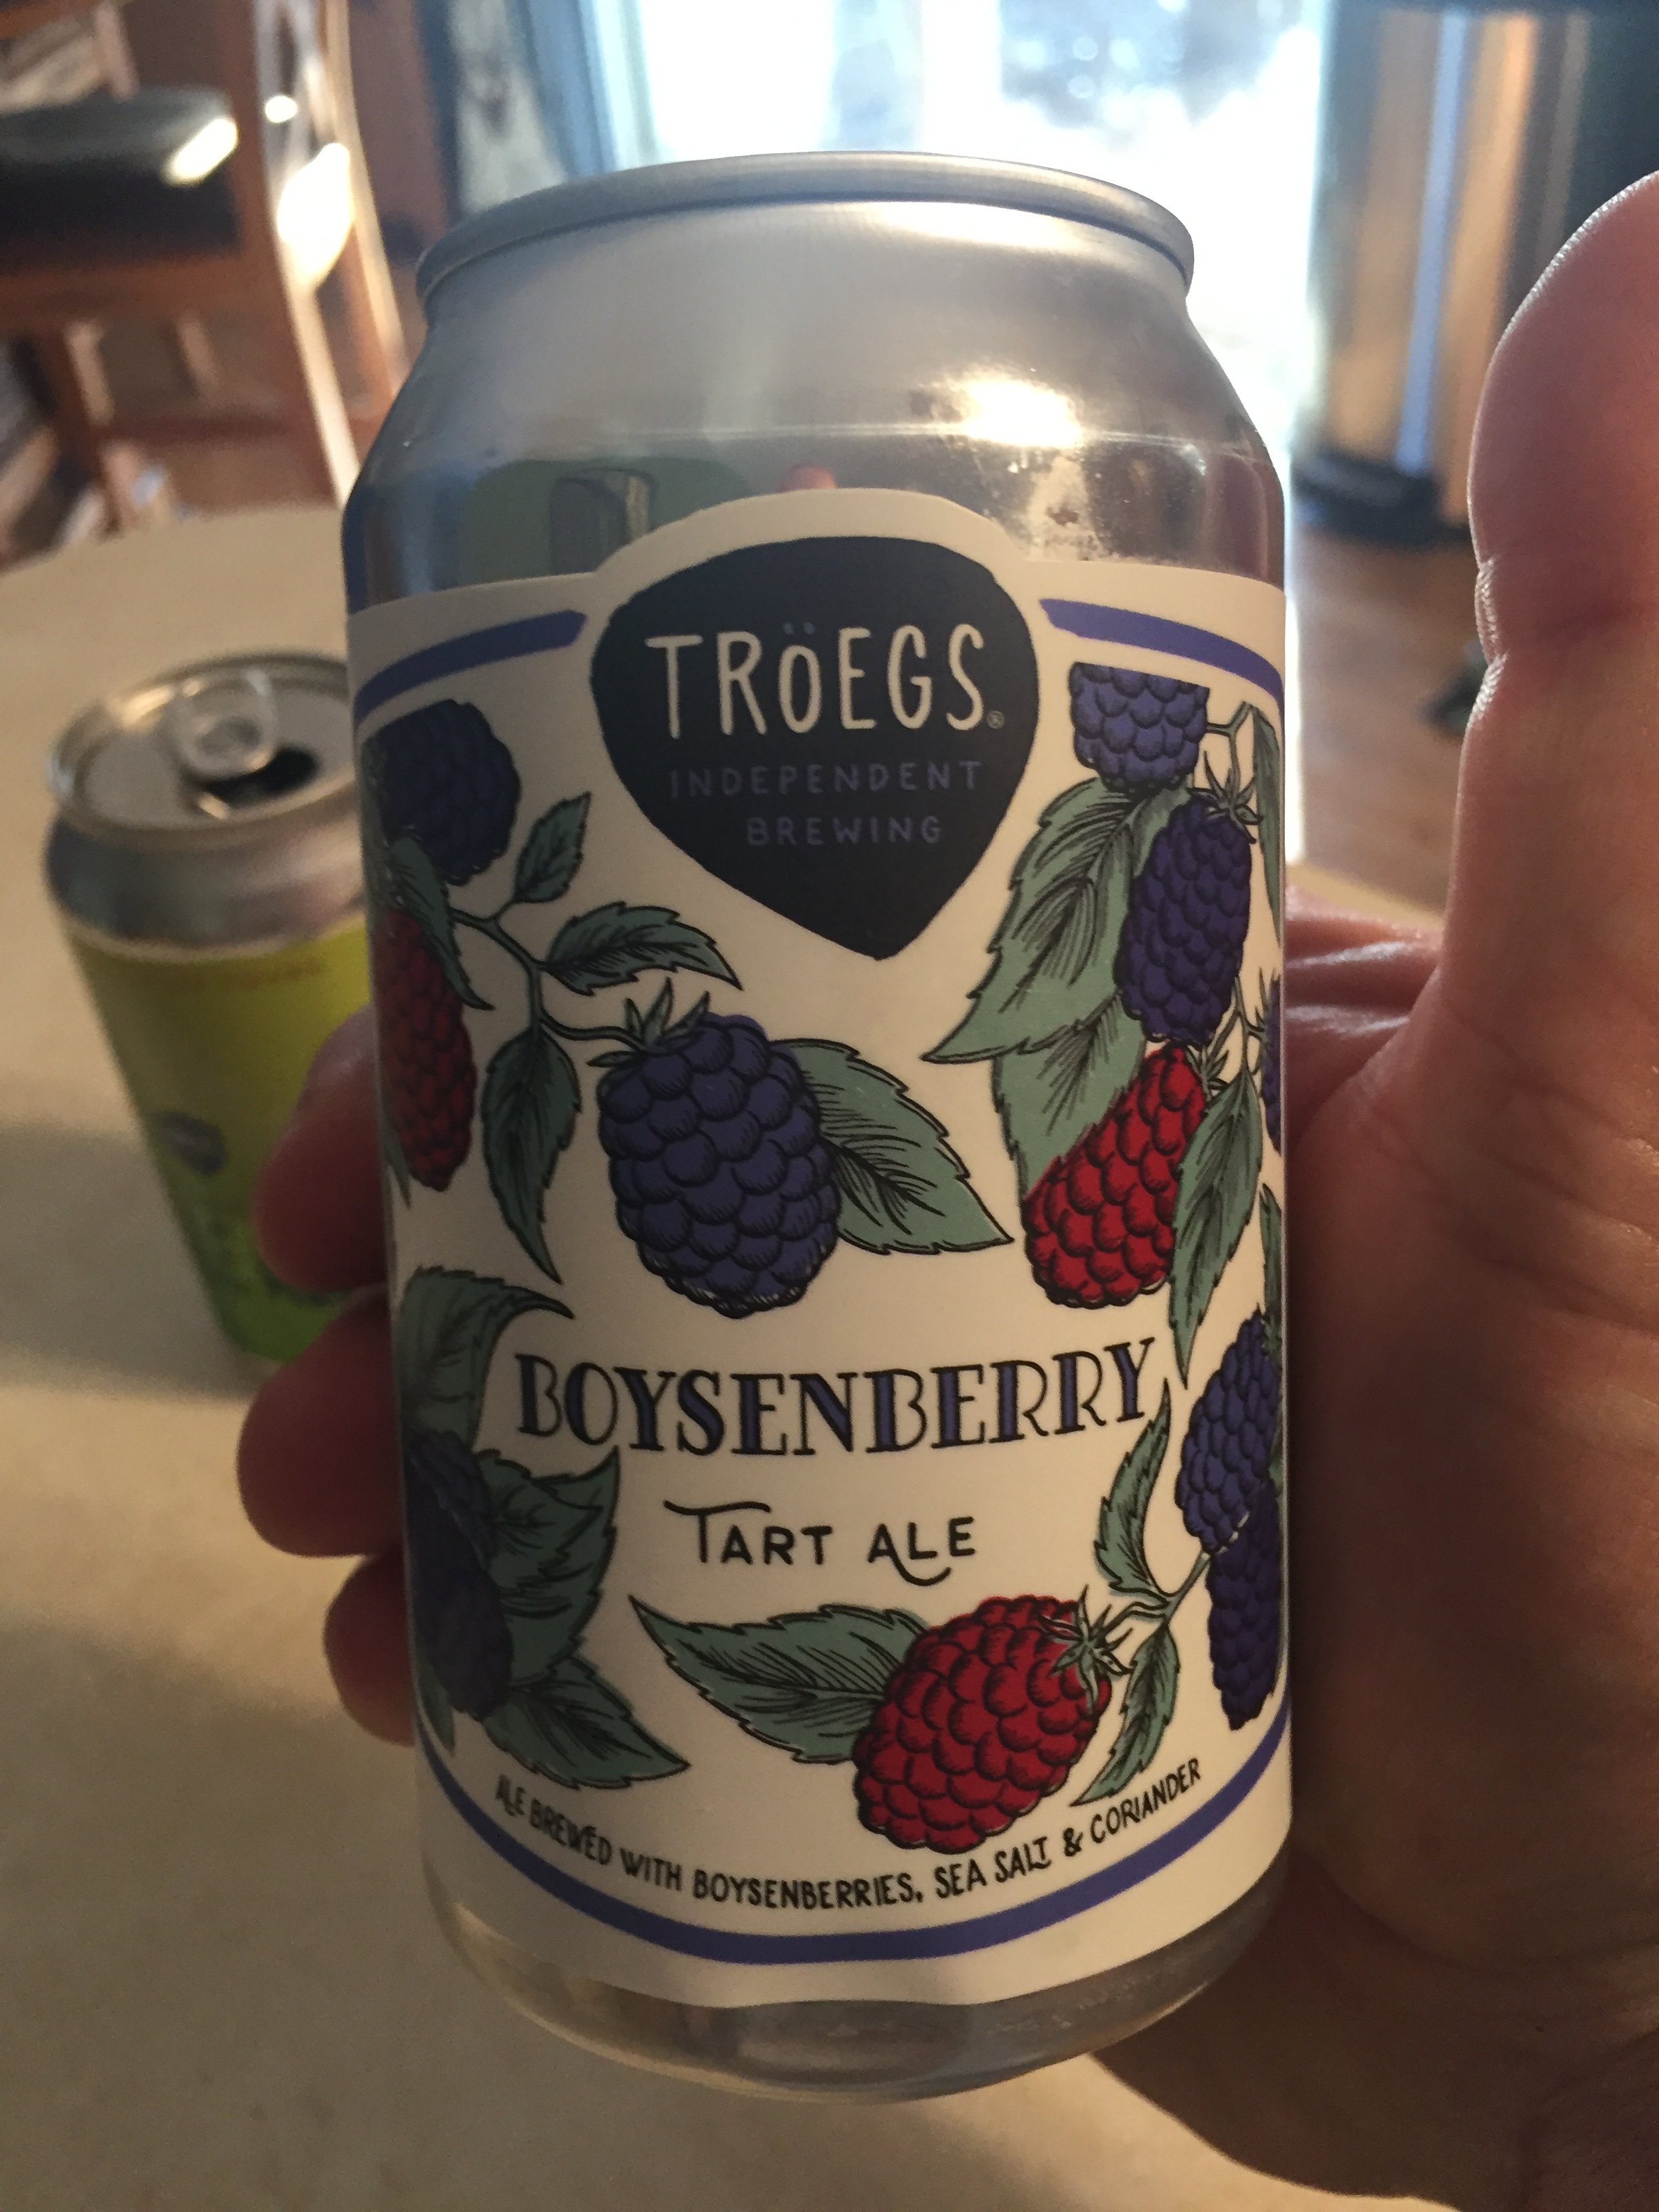 TRÖEGS®
INDEPENDENT
BREWING
BOYSENBERRY
TART ALE
ALE BREWED WITH BOYSENBERRIES, SEA SALT & CORIANDER